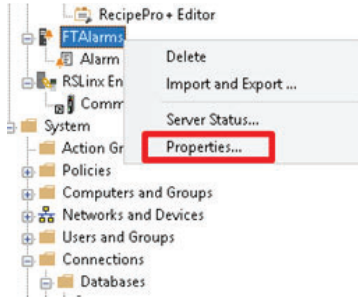 RecipePro+ Editor
FTAlarms
Delete
Alarm
Import and Export ...
RSLinx En
Comm
Server Status...
System
Action Gr
Properties...
Policies
Computers and Groups
Networks and Devices
Users and Groups
Connections
Databases